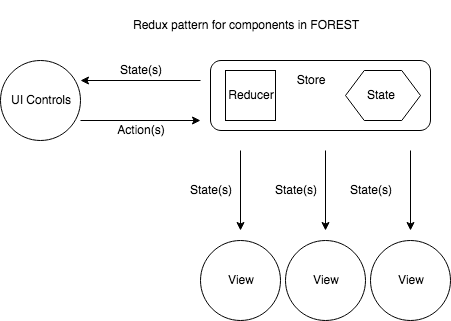 Redux pattern for components in FOREST
State(s)
UI Controls
Action(s)
Reducer
Store
State
State(s)
State(s)
State(s)
View
View
View